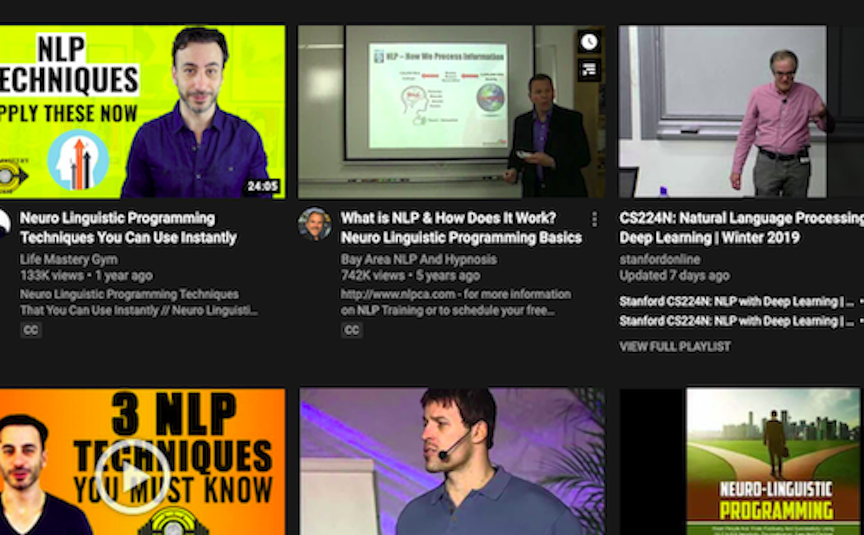 NLP
ECHNIQUES
PPLY THESE NOW
24:05
NLP - How We Process Information
Neuro Linguistic Programming
Techniques You Can Use Instantly
Life Mastery Gym
133K views • 1 year ago
Neuro Linguistic Programming Techniques
That You Can Use Instantly // Neuro Linguisti...
CC
What is NLP & How Does It Work?
Neuro Linguistic Programming Basics
Bay Area NLP And Hypnosis
742K views • 5 years ago
http://www.nlpca.com - for more information
on NLP Training or to schedule your free...
CC
CS224N: Natural Language Processing
Deep Learning | Winter 2019
stanfordonline
Updated 7 days ago
Stanford CS224N: NLP with Deep Learning | ...
Stanford CS224N: NLP with Deep Learning | ...
VIEW FULL PLAYLIST
3 NLP
TECHNIQUES
YOU MUST KNOW
NEURO-LINGUISTIC
PROGRAMMING